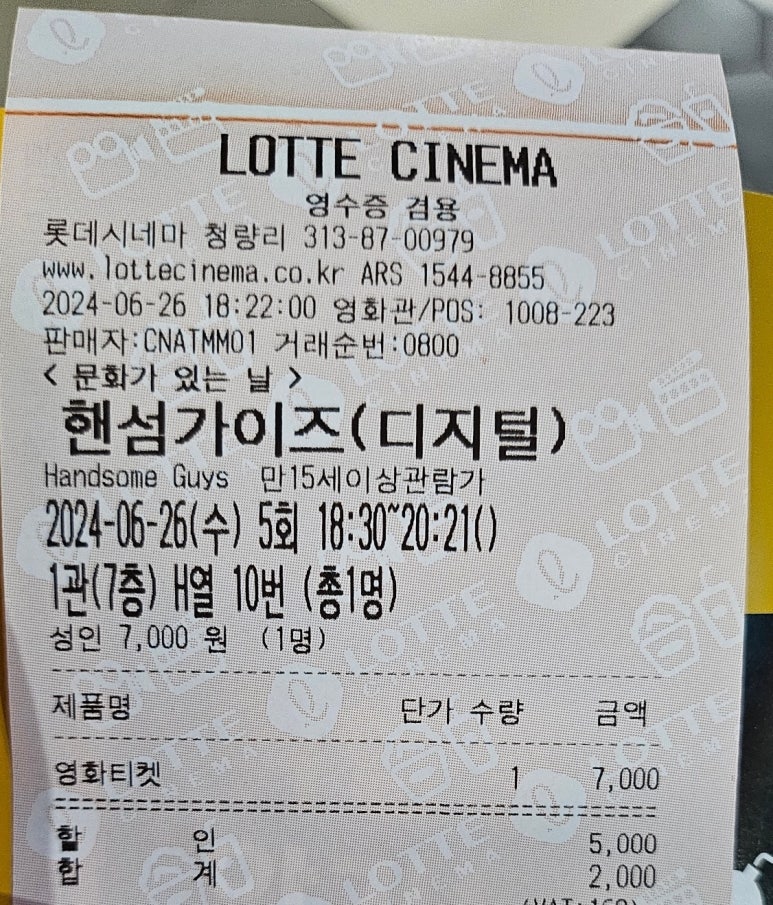 LOTTE CINEMA
영수증 겸용
롯데시네마 청량리 313-87-00979
www.lottecinema.co.kr ARS 1544-8855
2024-06-26 18:22:00 영화관/POS: 1008-223
판매자:CNATMM01 거래순번:0800
< 문화가 있는 날 >
핸섬가이즈(디지털)
Handsome Guys 만15세이상관람가
2024-06-26(수) 5회 18:30~20:21()
1관(7층) H열 10번 (총1명)
성인 7,000 원 (1명)
제품명 단가 수량 금액
영화티켓 1 7,000
할 인 5,000
합 계 2,000